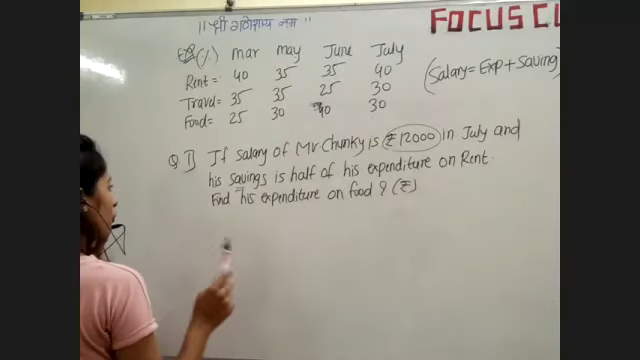 || श्री गणेशाय नमः ||
FOCUS CL
(%) Mar May June July
Rent = 40 35 35 40
Travel = 35 35 25 30
Food = 25 30 40 30
(Salary = Exp + Saving)
Q 1) If salary of Mr Chunky is ₹ 12000 in July and
his savings is half of his expenditure on Rent.
Find his expenditure on food ? (₹)